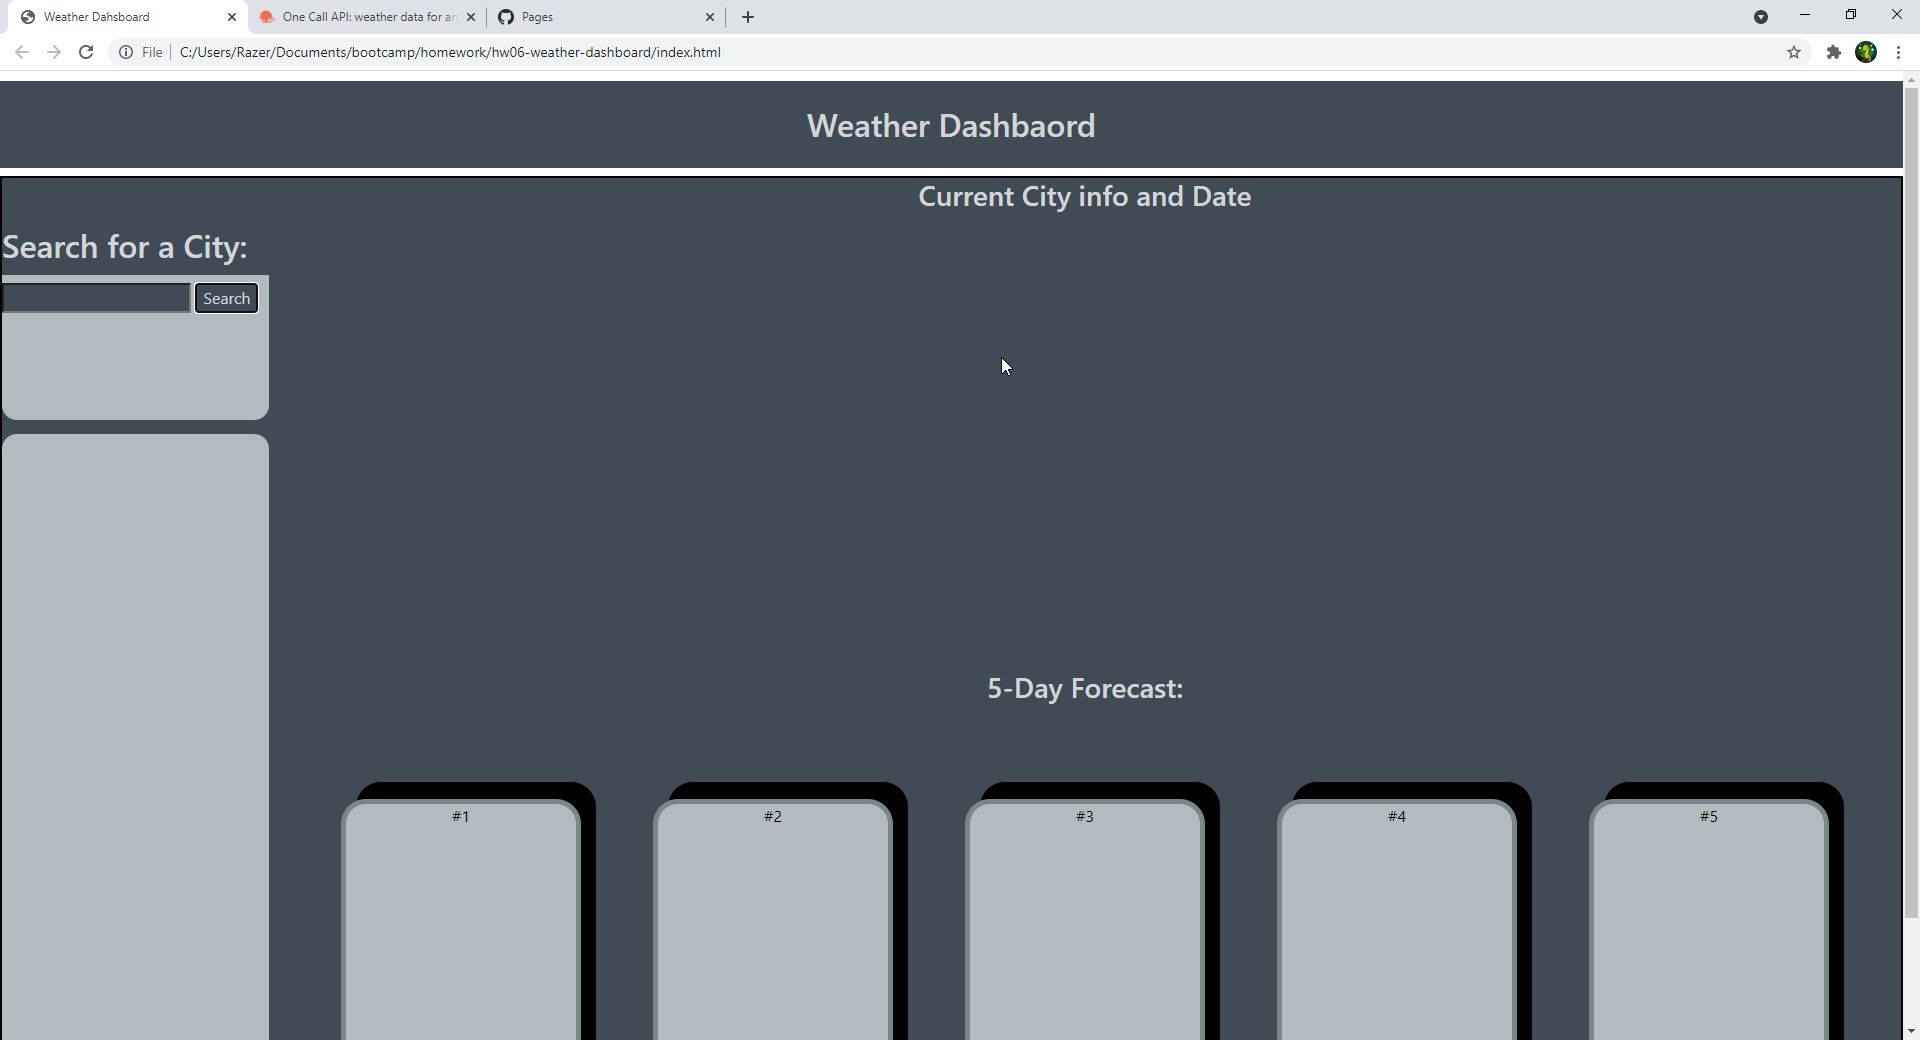 Weather Dahsboard
One Call API: weather data for an
Pages
File
C:/Users/Razer/Documents/bootcamp/homework/hw06-weather-dashboard/index.html
Weather Dashbaord
Current City info and Date
Search for a City:
Search
5-Day Forecast:
#1 #2 #3 #4 #5